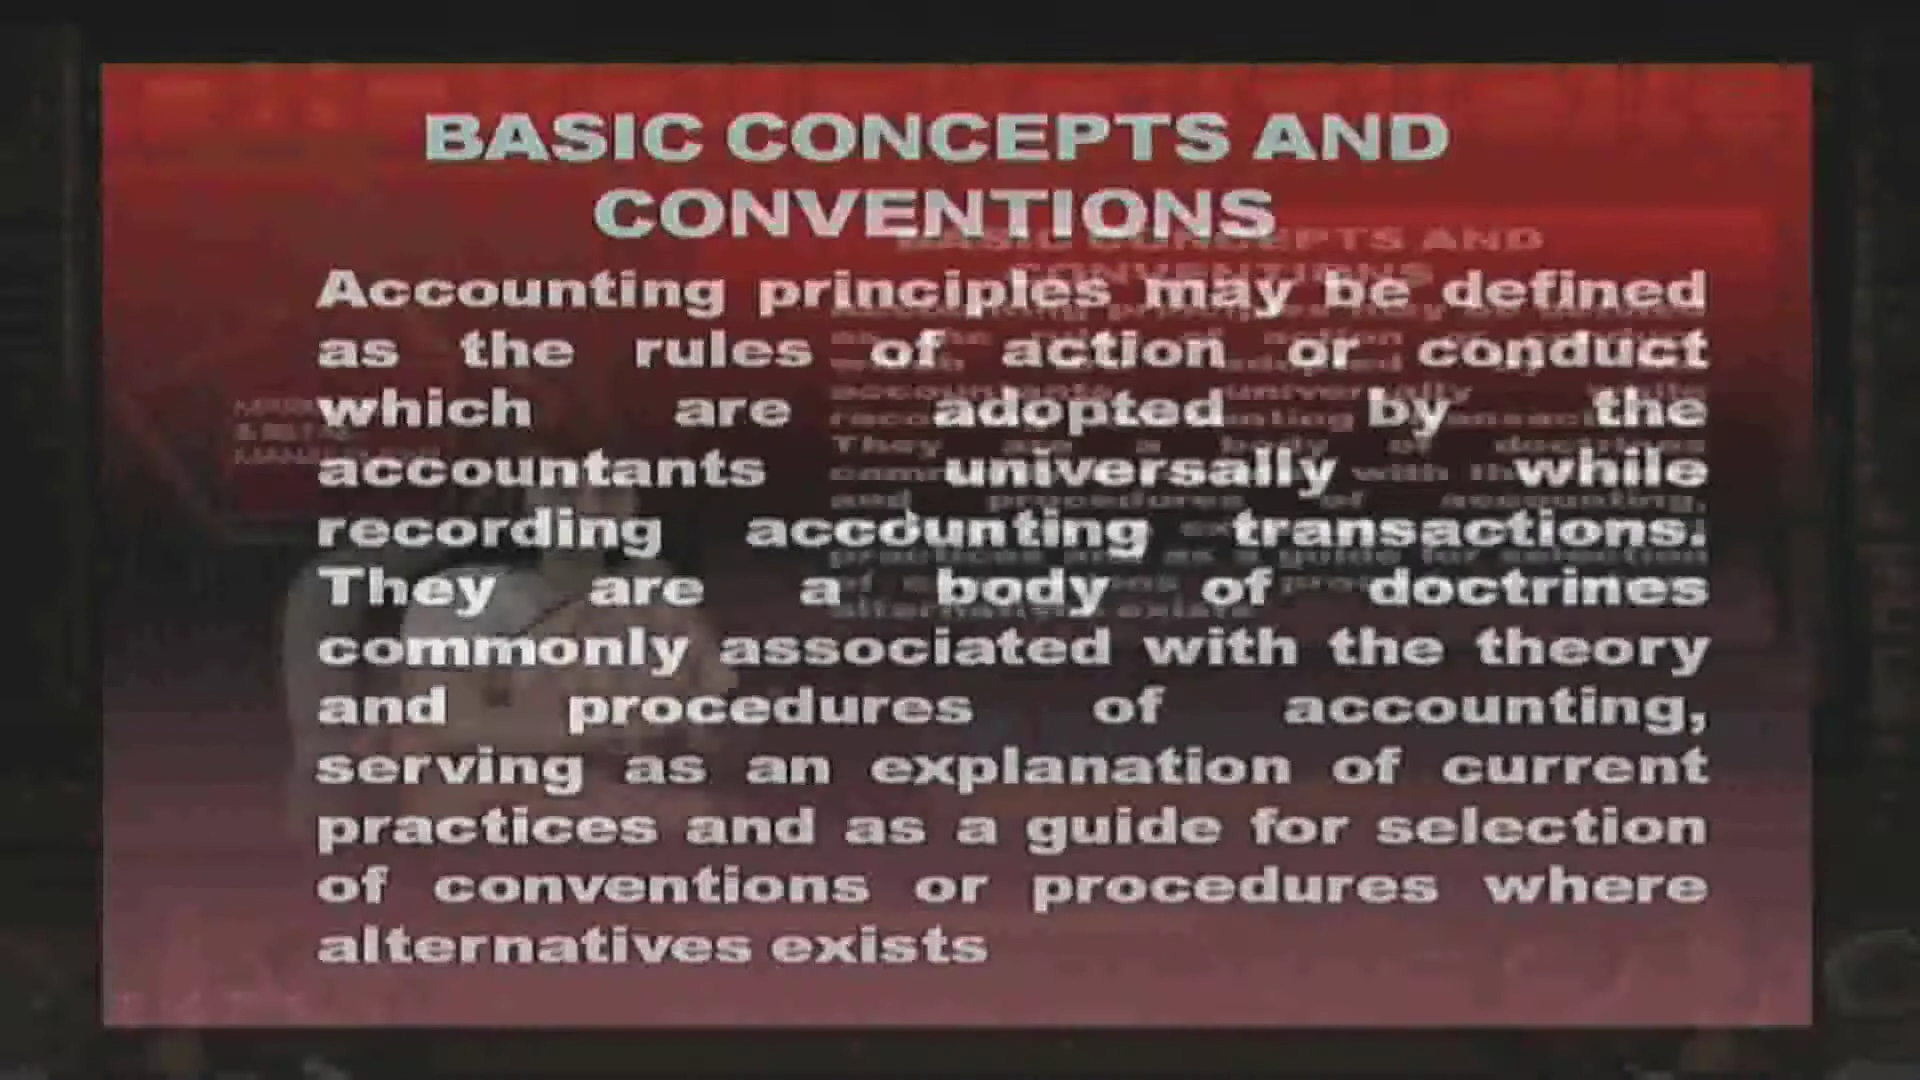 BASIC CONCEPTS AND
CONVENTIONS
Accounting principles may be defined
as the rules of action or conduct
which are adopted by the
accountants universally while
recording accounting transactions.
They are a body of doctrines
commonly associated with the theory
and procedures of accounting,
serving as an explanation of current
practices and as a guide for selection
of conventions or procedures where
alternatives exists